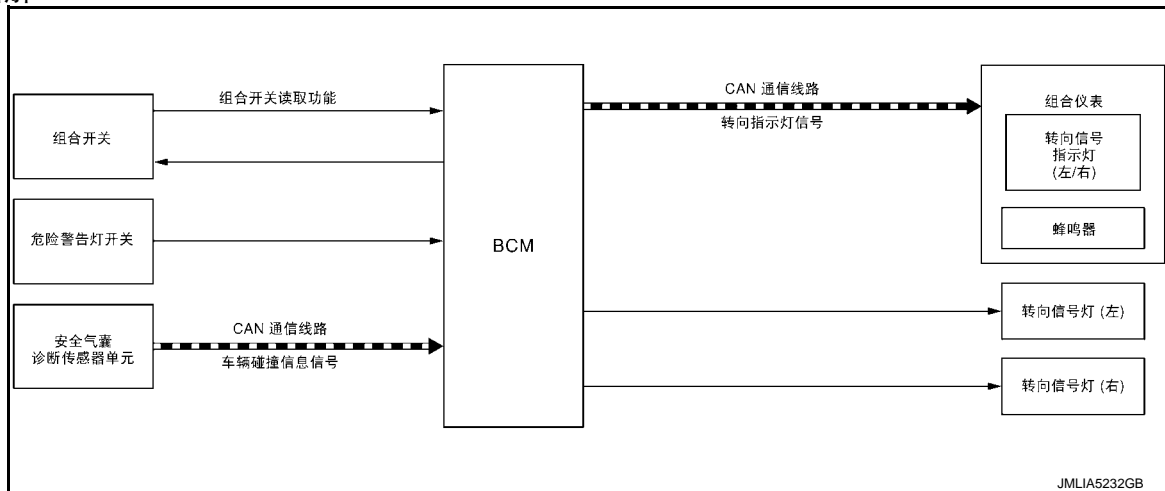 组合开关
组合开关读取功能
危险警告灯开关
安全气囊
诊断传感器单元
CAN 通信线路
车辆碰撞信息信号
BCM
CAN 通信线路
转向指示灯信号
组合仪表
转向信号
指示灯
(左/右)
蜂鸣器
转向信号灯 (左)
转向信号灯 (右)
JMLIA5232GB